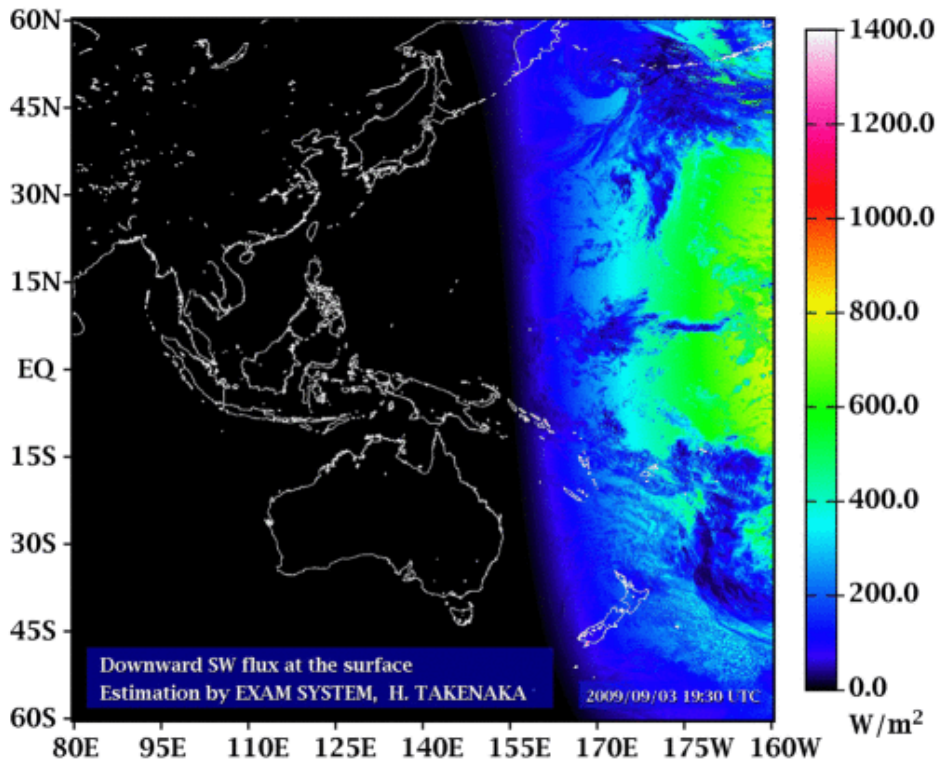 60N
45N
30N
15N
EQ
15S
30S
45S
60S
80E 95E 110E 125E 140E 155E 170E 175W 160W
1400.0
1200.0
1000.0
800.0
600.0
400.0
200.0
0.0
W/m²
Downward SW flux at the surface
Estimation by EXAM SYSTEM, H. TAKENAKA
2009/09/03 19:30 UTC